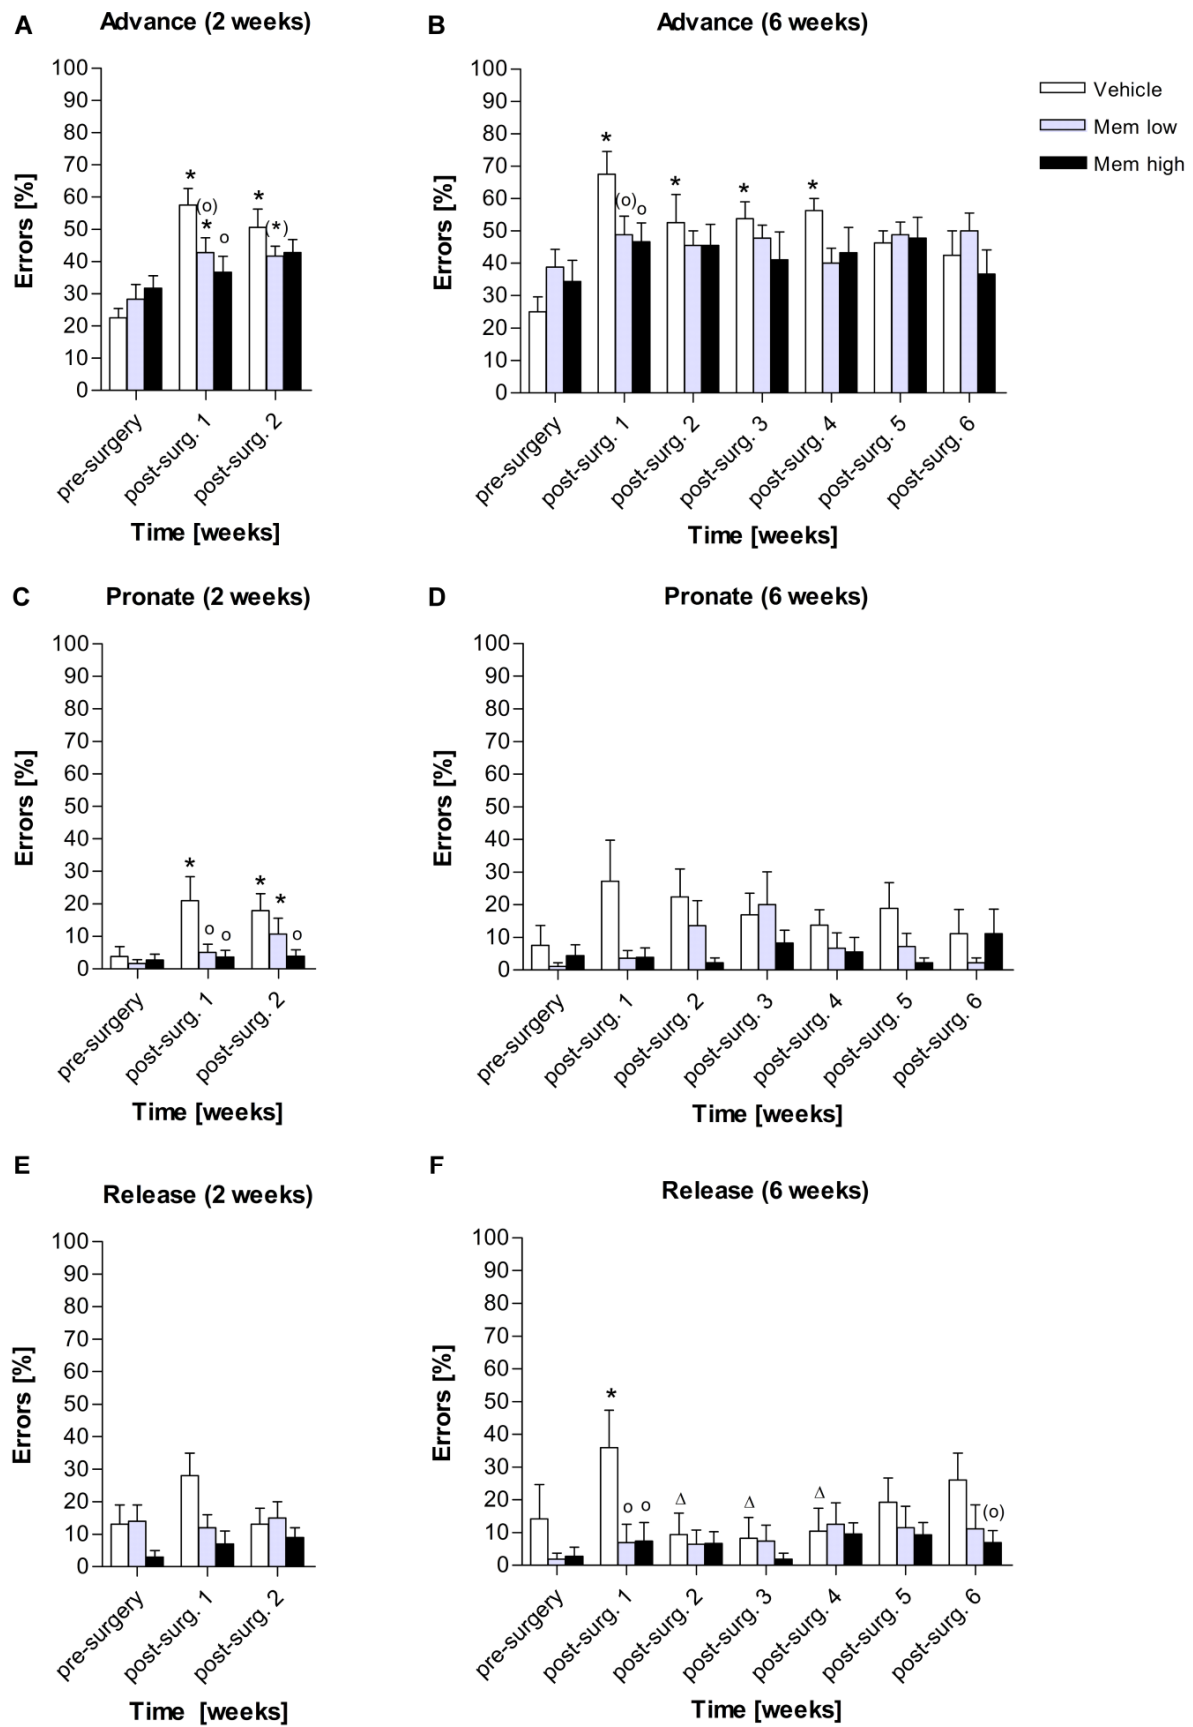 A
Advance (2 weeks)
100
90
80
70
60
50
40
30
20
10
0
Errors [%]
*
(o)
*
o
*
(*)
pre-surgery
post-surg. 1
post-surg. 2
Time [weeks]
B
Advance (6 weeks)
100
90
80
70
60
50
40
30
20
10
0
Errors [%]
*
(o)
o
*
*
*
pre-surgery
post-surg. 1
post-surg. 2
post-surg. 3
post-surg. 4
post-surg. 5
post-surg. 6
Time [weeks]
Vehicle
Mem low
Mem high
C
Pronate (2 weeks)
100
90
80
70
60
50
40
30
20
10
0
Errors [%]
*
o
o
*
*
o
pre-surgery
post-surg. 1
post-surg. 2
Time [weeks]
D
Pronate (6 weeks)
100
90
80
70
60
50
40
30
20
10
0
Errors [%]
pre-surgery
post-surg. 1
post-surg. 2
post-surg. 3
post-surg. 4
post-surg. 5
post-surg. 6
Time [weeks]
E
Release (2 weeks)
100
90
80
70
60
50
40
30
20
10
0
Errors [%]
pre-surgery
post-surg. 1
post-surg. 2
Time [weeks]
F
Release (6 weeks)
100
90
80
70
60
50
40
30
20
10
0
Errors [%]
*
o
o
Δ
Δ
Δ
(o)
pre-surgery
post-surg. 1
post-surg. 2
post-surg. 3
post-surg. 4
post-surg. 5
post-surg. 6
Time [weeks]